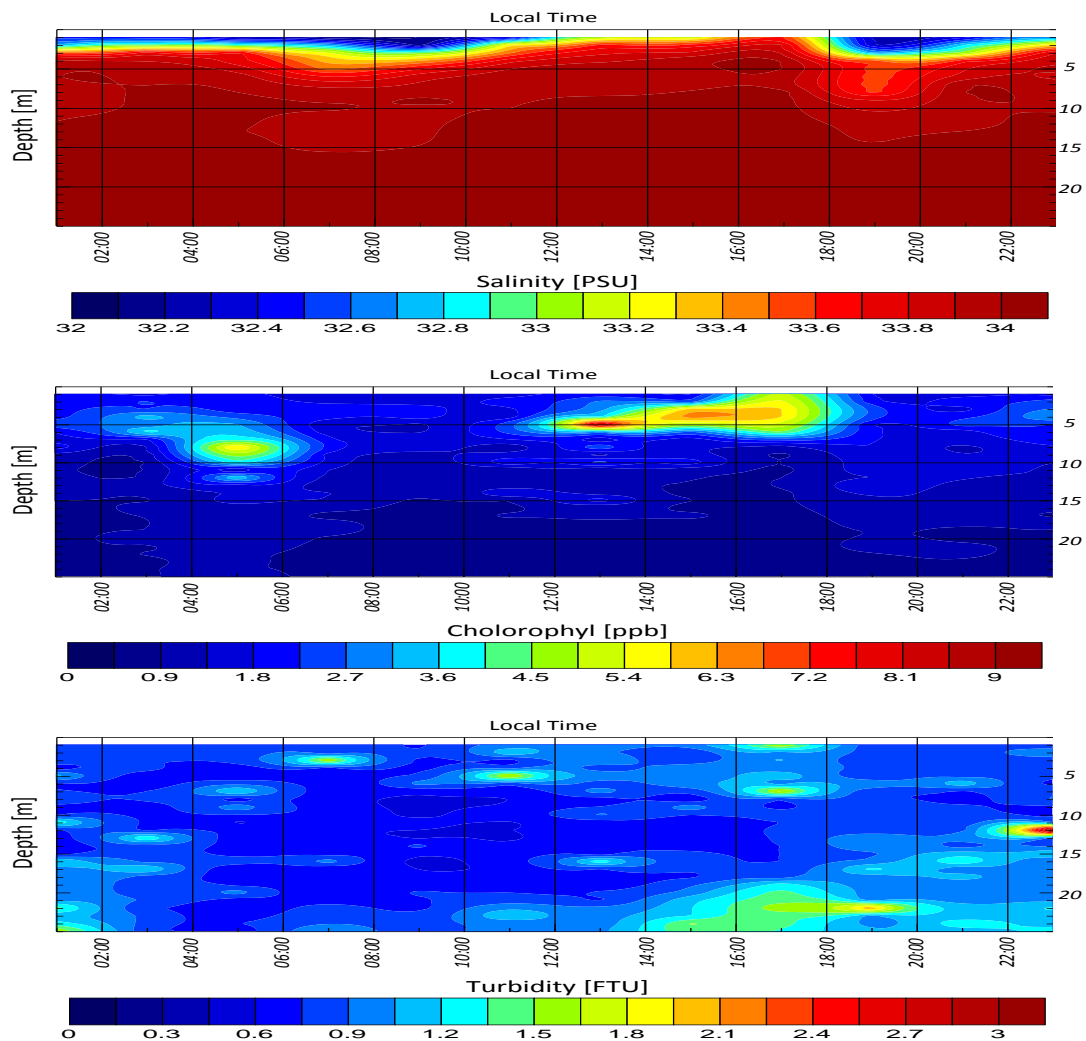 Local Time
Depth [m]
5
10
15
20
02:00 04:00 06:00 08:00 10:00 12:00 14:00 16:00 18:00 20:00 22:00
Salinity [PSU]
32 32.2 32.4 32.6 32.8 33 33.2 33.4 33.6 33.8 34
Local Time
Depth [m]
5
10
15
20
02:00 04:00 06:00 08:00 10:00 12:00 14:00 16:00 18:00 20:00 22:00
Cholorophyl [ppb]
0 0.9 1.8 2.7 3.6 4.5 5.4 6.3 7.2 8.1 9
Local Time
Depth [m]
5
10
15
20
02:00 04:00 06:00 08:00 10:00 12:00 14:00 16:00 18:00 20:00 22:00
Turbidity [FTU]
0 0.3 0.6 0.9 1.2 1.5 1.8 2.1 2.4 2.7 3